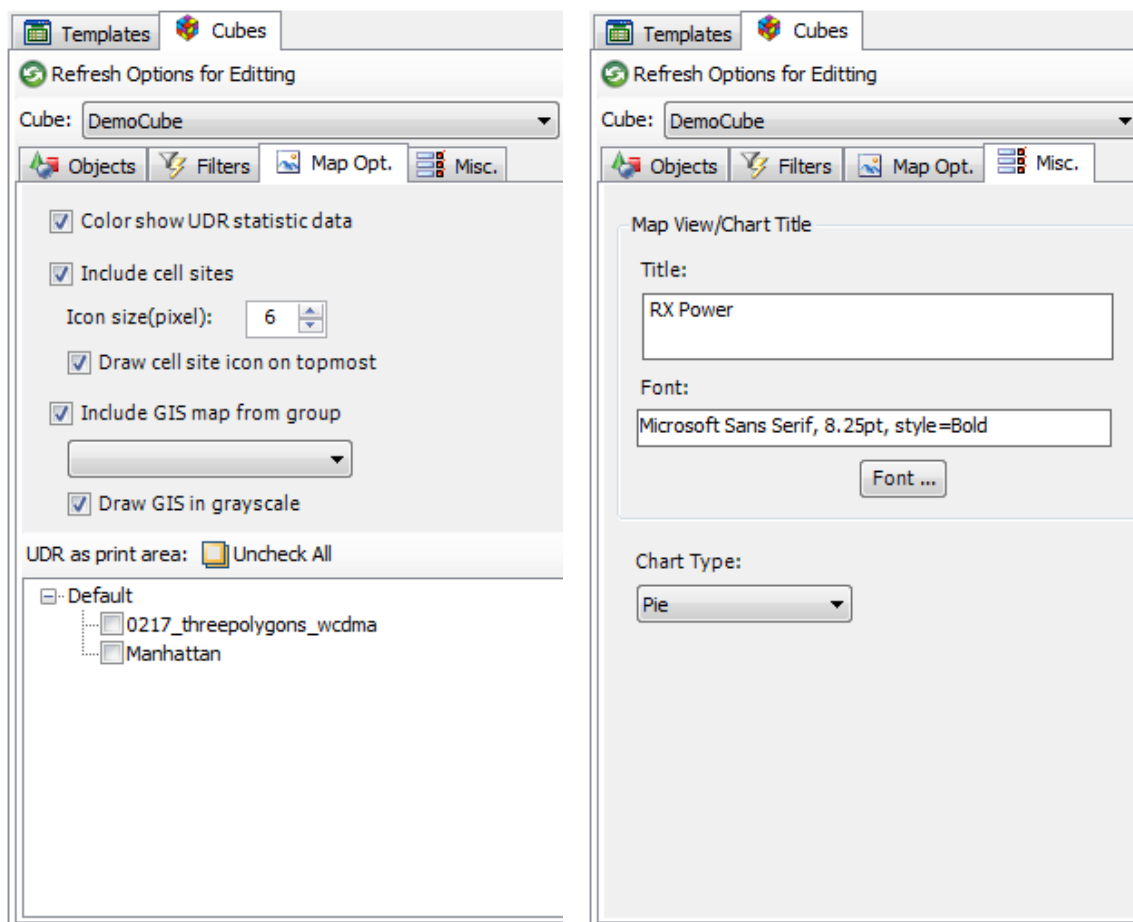 Templates Cubes
Refresh Options for Editting
Cube: DemoCube
Objects Filters Map Opt. Misc.
Color show UDR statistic data
Include cell sites
Icon size(pixel): 6
Draw cell site icon on topmost
Include GIS map from group
Draw GIS in grayscale
UDR as print area: Uncheck All
Default
0217_threepolygons_wcdma
Manhattan
Templates Cubes
Refresh Options for Editting
Cube: DemoCube
Objects Filters Map Opt. Misc.
Map View/Chart Title
Title:
RX Power
Font:
Microsoft Sans Serif, 8.25pt, style=Bold
Font ...
Chart Type:
Pie